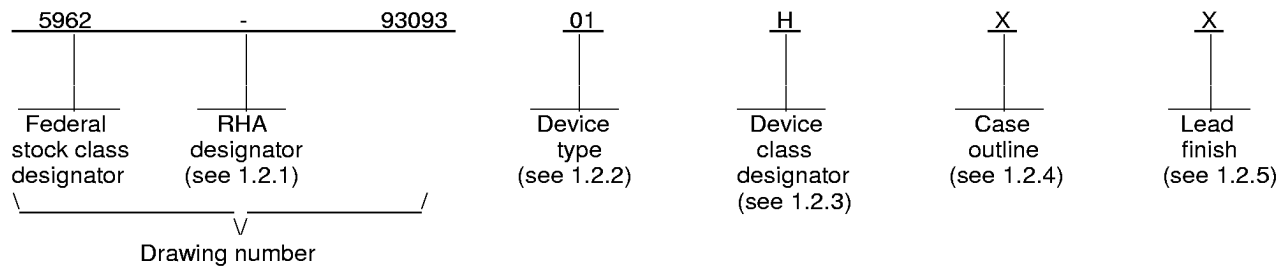 5962 - 93093 01 H X X
Federal stock class designator
RHA designator (see 1.2.1)
Device type (see 1.2.2)
Device class designator (see 1.2.3)
Case outline (see 1.2.4)
Lead finish (see 1.2.5)
Drawing number